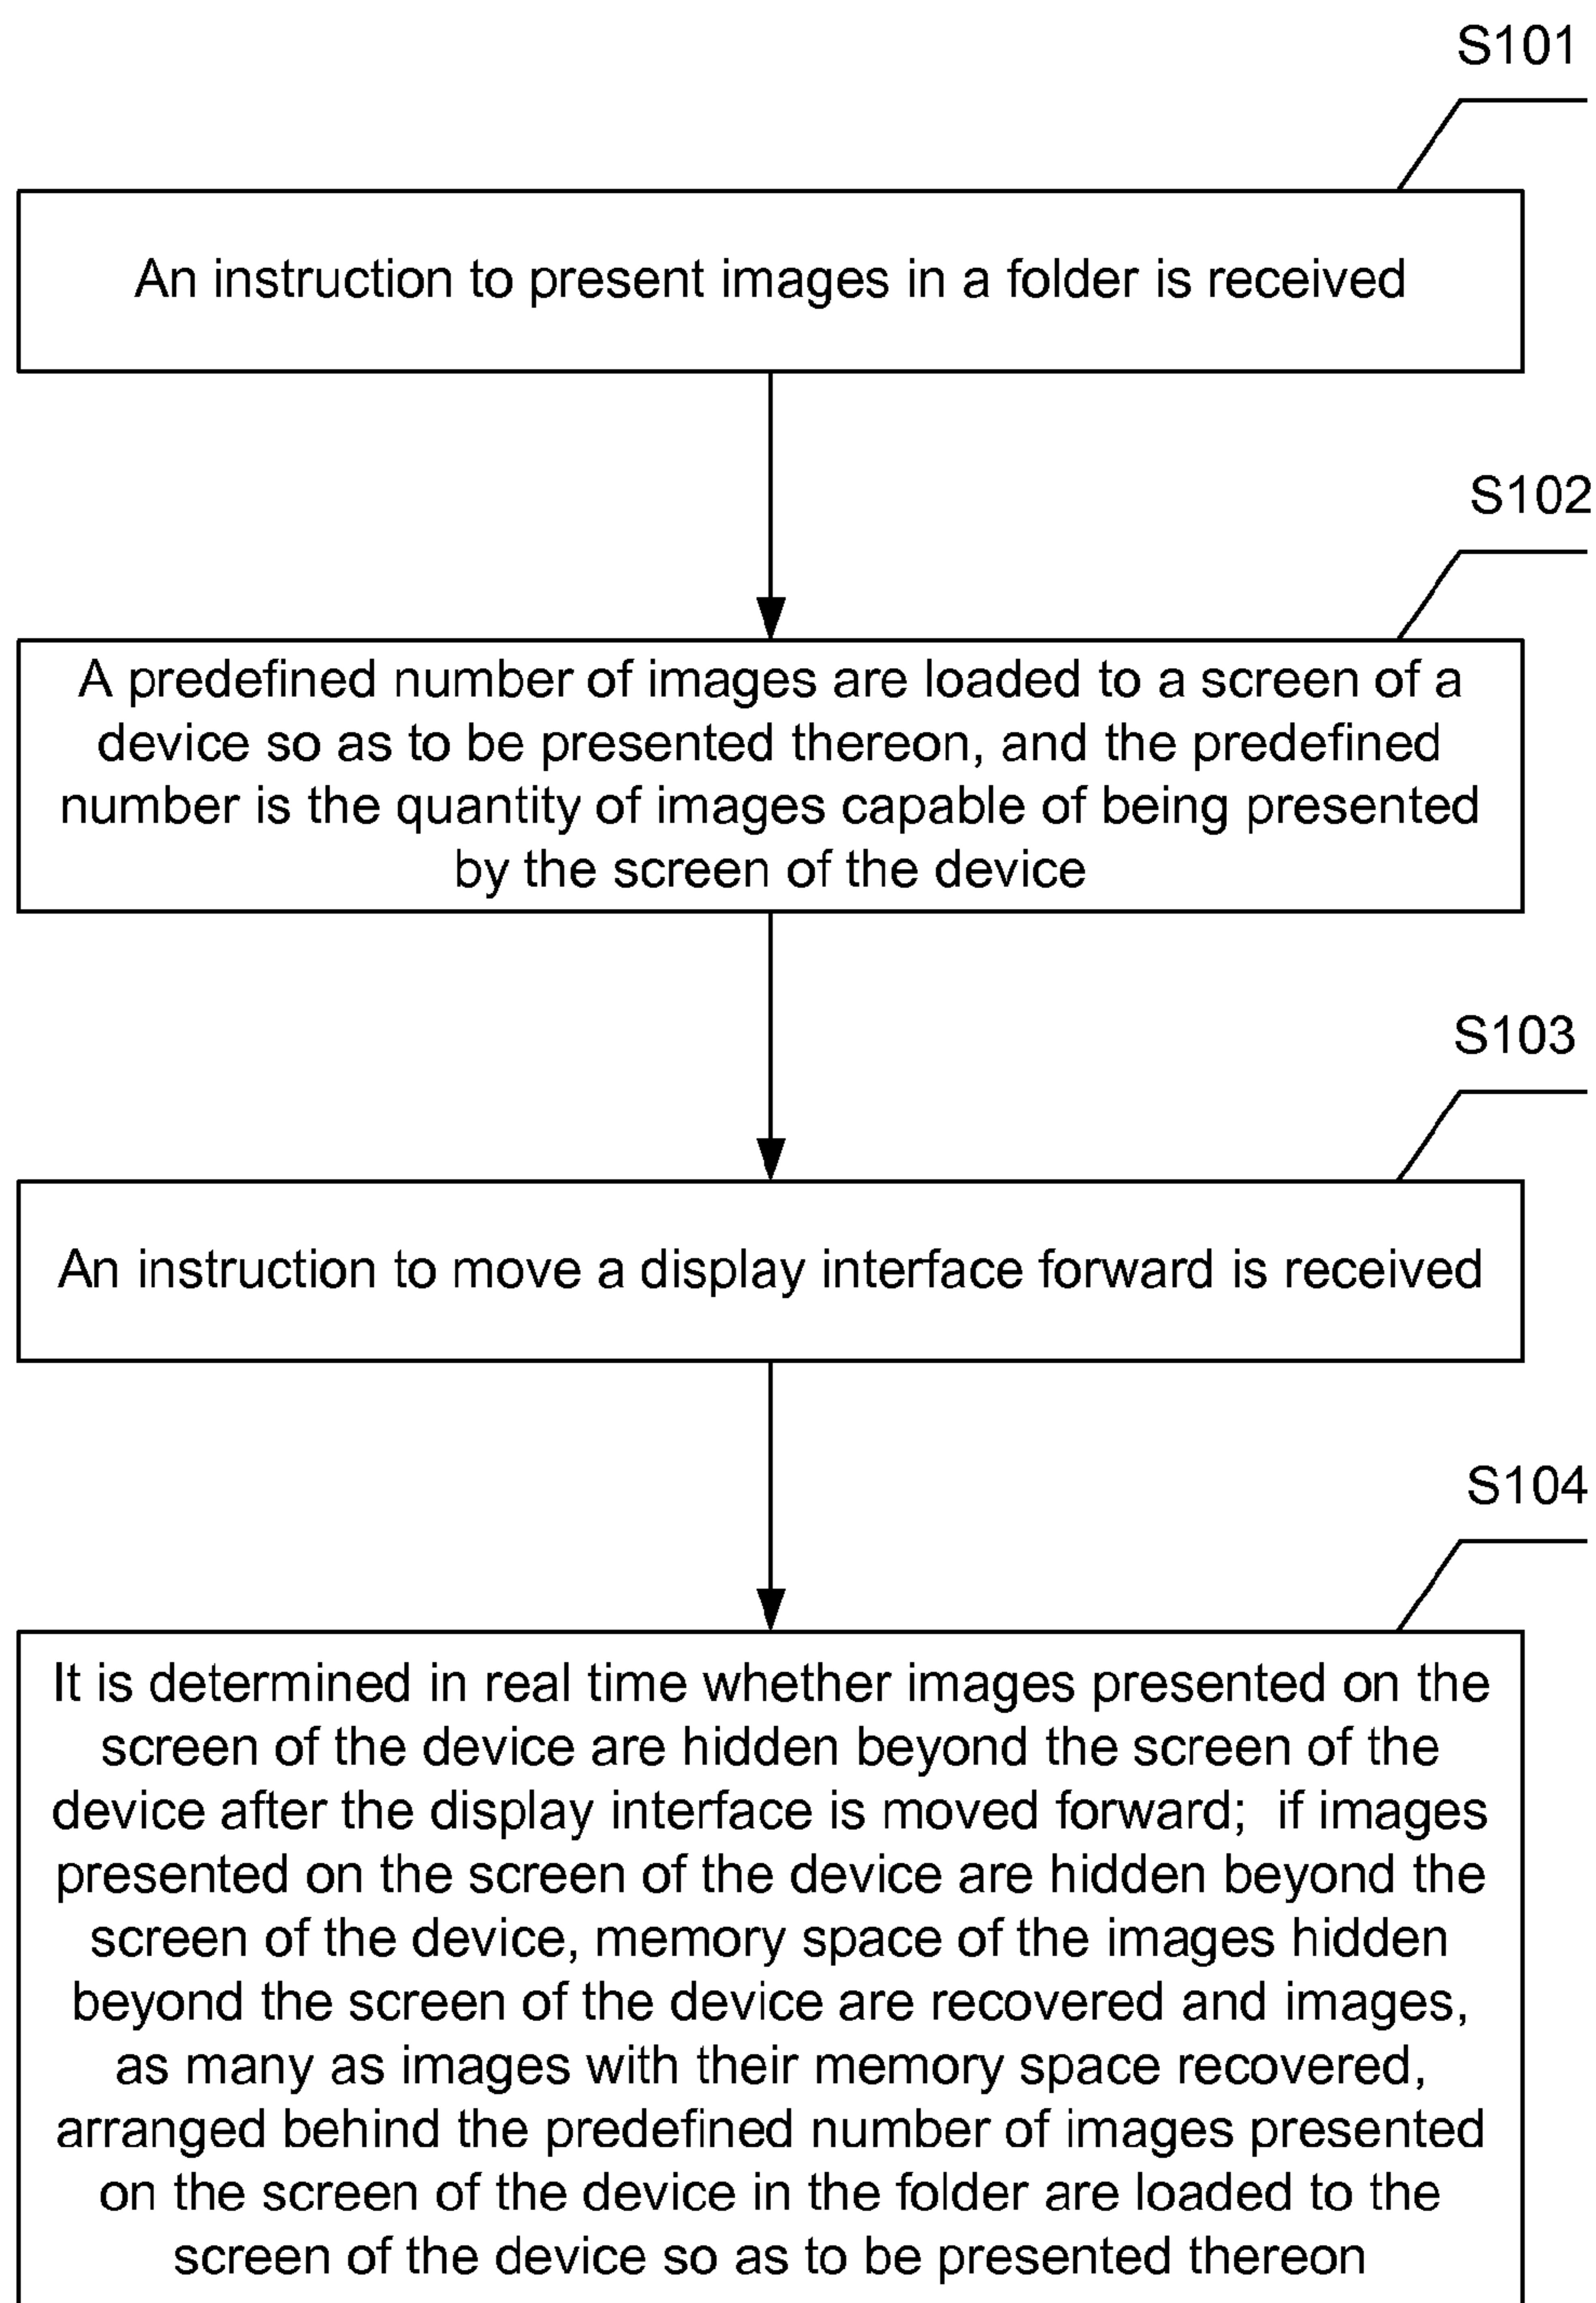 S101
An instruction to present images in a folder is received
S102
A predefined number of images are loaded to a screen of a
device so as to be presented thereon, and the predefined
number is the quantity of images capable of being presented
by the screen of the device
S103
An instruction to move a display interface forward is received
S104
It is determined in real time whether images presented on the
screen of the device are hidden beyond the screen of the
device after the display interface is moved forward;  if images
presented on the screen of the device are hidden beyond the
screen of the device, memory space of the images hidden
beyond the screen of the device are recovered and images,
as many as images with their memory space recovered,
arranged behind the predefined number of images presented
on the screen of the device in the folder are loaded to the
screen of the device so as to be presented thereon